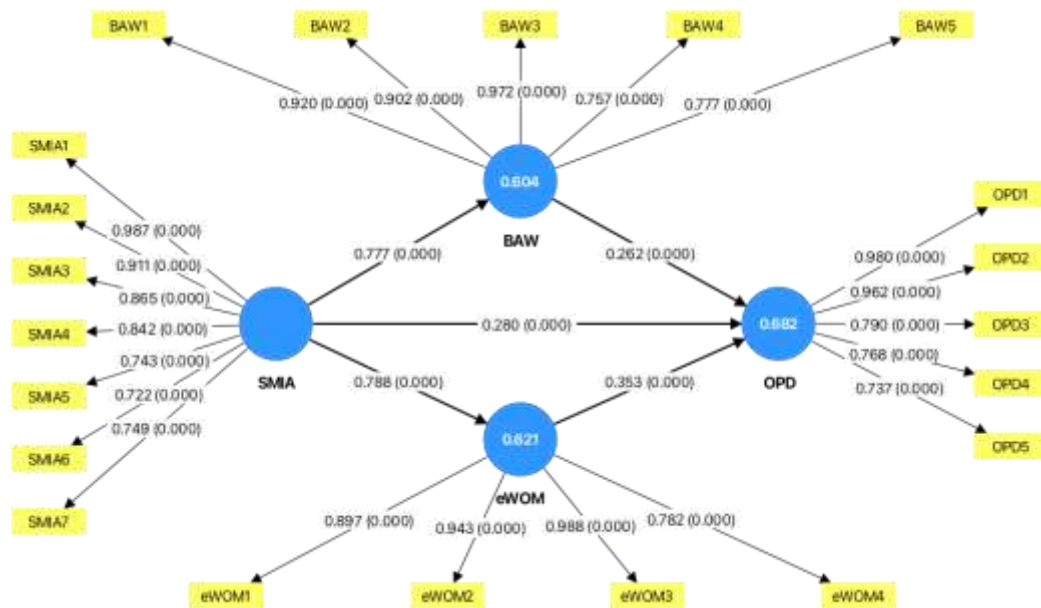 BAW1
BAW2
BAW3
BAW4
BAW5
0.920 (0.000)
0.902 (0.000)
0.972 (0.000)
0.757 (0.000)
0.777 (0.000)
SMIA1
SMIA2
SMIA3
SMIA4
SMIA5
SMIA6
SMIA7
0.987 (0.000)
0.911 (0.000)
0.865 (0.000)
0.842 (0.000)
0.743 (0.000)
0.722 (0.000)
0.749 (0.000)
SMIA
0.604
BAW
0.777 (0.000)
0.262 (0.000)
0.280 (0.000)
0.788 (0.000)
0.353 (0.000)
0.682
OPD
0.980 (0.000)
0.962 (0.000)
0.790 (0.000)
0.768 (0.000)
0.737 (0.000)
OPD1
OPD2
OPD3
OPD4
OPD5
0.621
eWOM
0.897 (0.000)
0.943 (0.000)
0.988 (0.000)
0.782 (0.000)
eWOM1
eWOM2
eWOM3
eWOM4